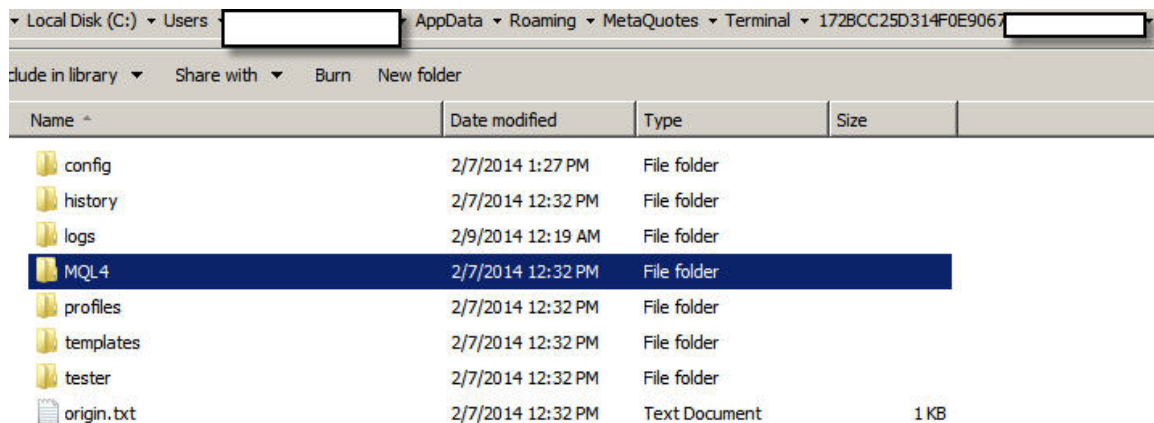 Local Disk (C:) Users AppData Roaming MetaQuotes Terminal 172BCC25D314F0E9067
clude in library Share with Burn New folder
Name Date modified Type Size
config 2/7/2014 1:27 PM File folder
history 2/7/2014 12:32 PM File folder
logs 2/9/2014 12:19 AM File folder
MQL4 2/7/2014 12:32 PM File folder
profiles 2/7/2014 12:32 PM File folder
templates 2/7/2014 12:32 PM File folder
tester 2/7/2014 12:32 PM File folder
origin.txt 2/7/2014 12:32 PM Text Document 1 KB